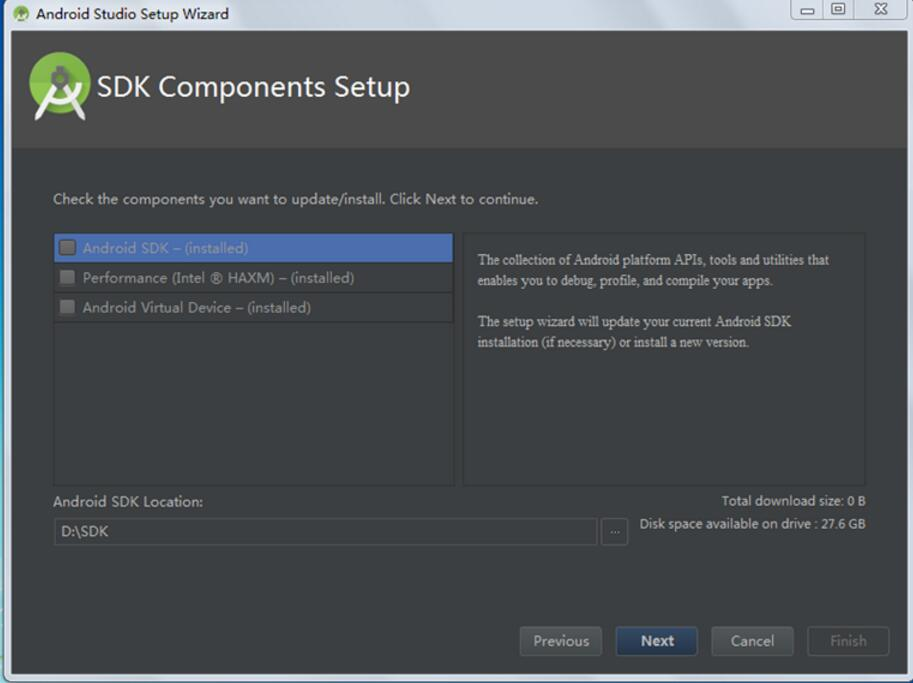 Android Studio Setup Wizard
SDK Components Setup
Check the components you want to update/install. Click Next to continue.
Android SDK – (installed)
Performance (Intel ® HAXM) – (installed)
Android Virtual Device – (installed)
The collection of Android platform APIs, tools and utilities that
enables you to debug, profile, and compile your apps.
The setup wizard will update your current Android SDK
installation (if necessary) or install a new version.
Android SDK Location:
Total download size: 0 B
D:\SDK
...
Disk space available on drive : 27.6 GB
Previous
Next
Cancel
Finish